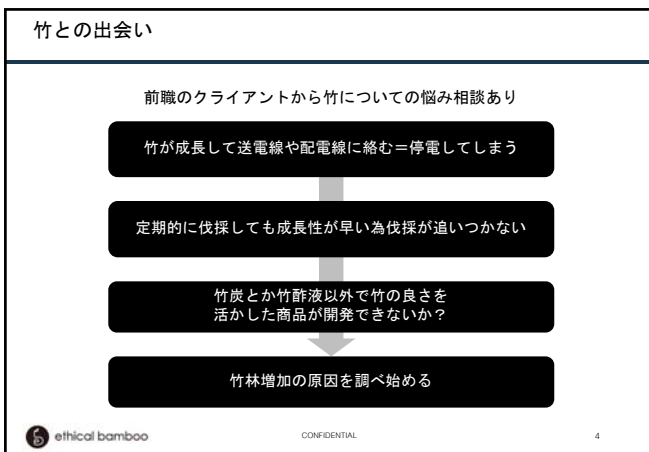 竹との出会い
前職のクライアントから竹についての悩み相談あり
竹が成長して送電線や配電線に絡む＝停電してしまう
定期的に伐採しても成長性が早い為伐採が追いつかない
竹炭とか竹酢液以外で竹の良さを
活かした商品が開発できないか？
竹林増加の原因を調べ始める
ethical bamboo
CONFIDENTIAL
4